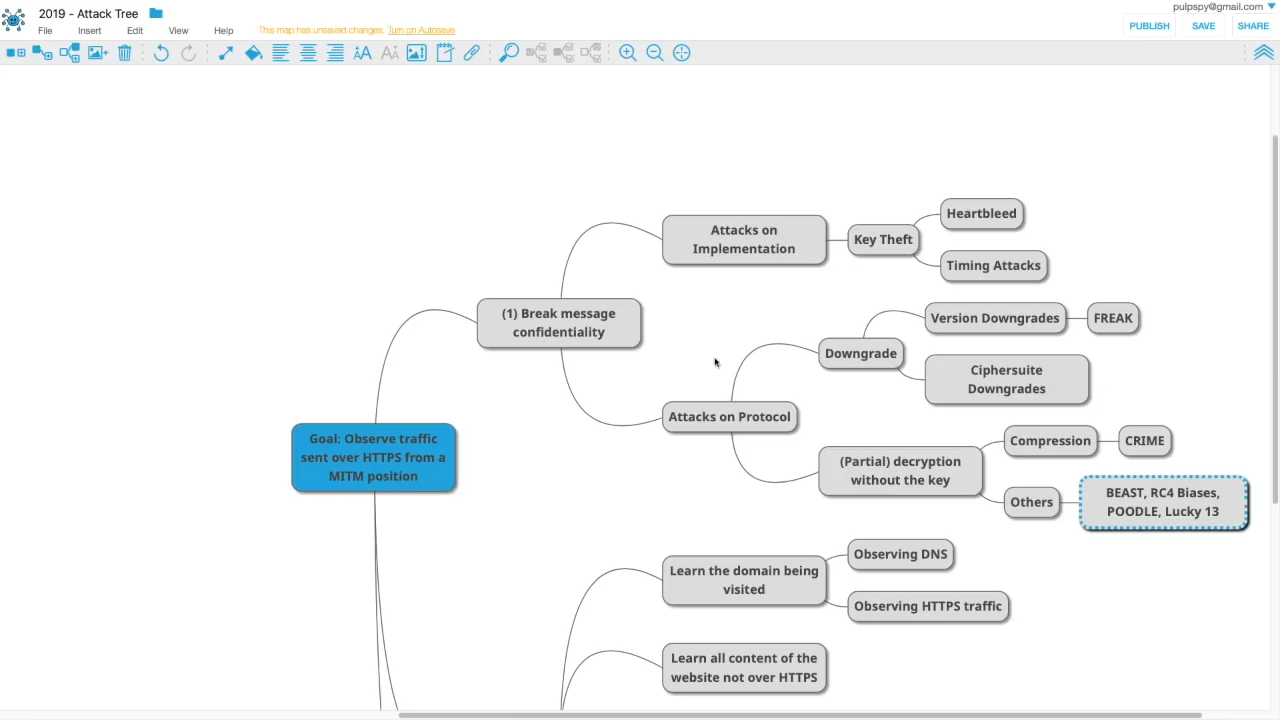 pulpspy@gmail.com
2019 - Attack Tree
File Insert Edit View Help
This map has unsaved changes. Turn on Autosave
PUBLISH SAVE SHARE
Heartbleed
Attacks on
Implementation
Key Theft
Timing Attacks
(1) Break message
confidentiality
Version Downgrades
FREAK
Downgrade
Ciphersuite
Downgrades
Attacks on Protocol
Goal: Observe traffic
sent over HTTPS from a
MITM position
Compression
CRIME
(Partial) decryption
without the key
Others
BEAST, RC4 Biases,
POODLE, Lucky 13
Observing DNS
Learn the domain being
visited
Observing HTTPS traffic
Learn all content of the
website not over HTTPS